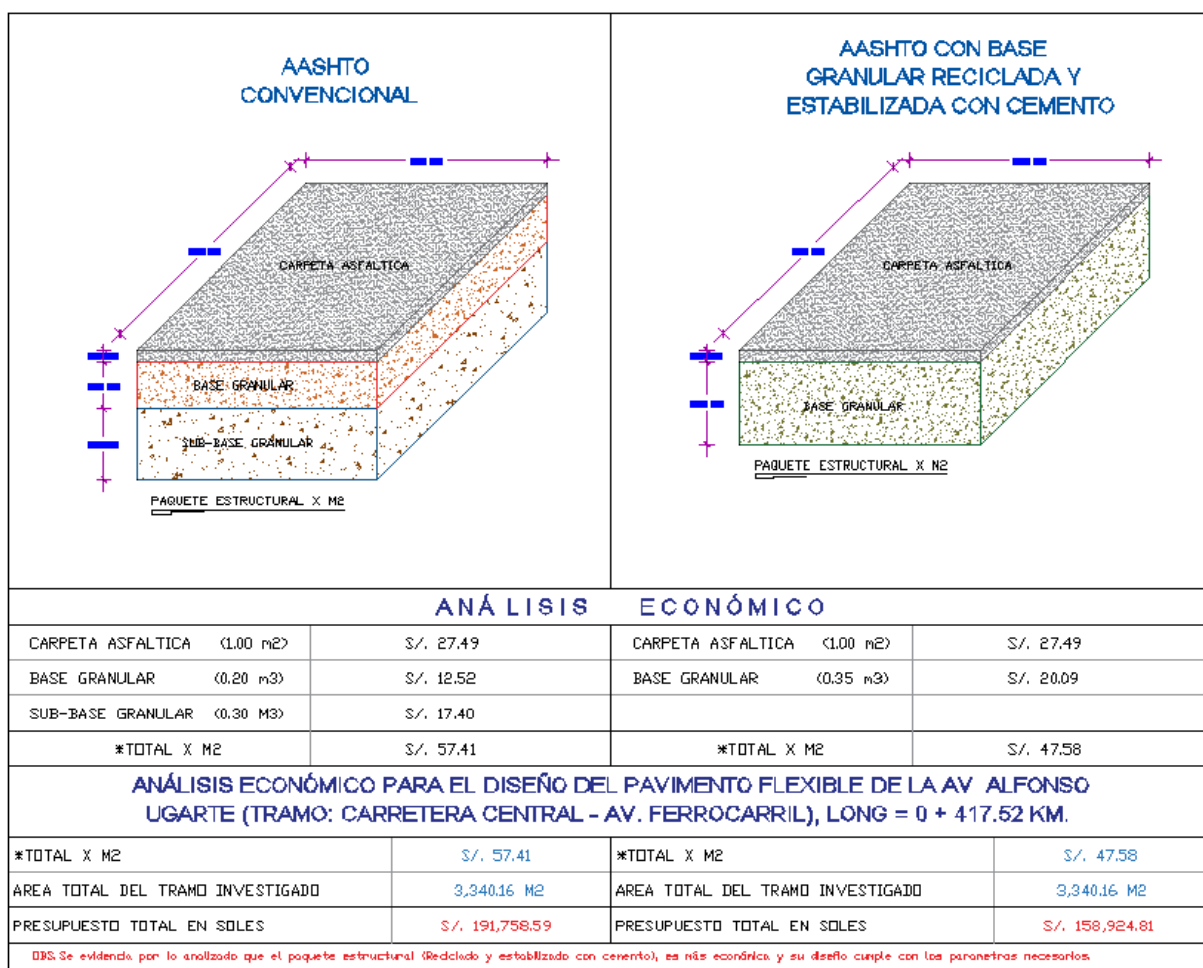 AASHTO
CONVENCIONAL
CARPETA ASFALTICA
BASE GRANULAR
SUB-BASE GRANULAR
PAQUETE ESTRUCTURAL X M2
AASHTO CON BASE
GRANULAR RECICLADA Y
ESTABILIZADA CON CEMENTO
CARPETA ASFALTICA
BASE GRANULAR
PAQUETE ESTRUCTURAL X M2
ANÁLISIS ECONÓMICO
CARPETA ASFALTICA (1.00 m2) S/. 27.49 CARPETA ASFALTICA (1.00 m2) S/. 27.49
BASE GRANULAR (0.20 m3) S/. 12.52 BASE GRANULAR (0.35 m3) S/. 20.09
SUB-BASE GRANULAR (0.30 M3) S/. 17.40
*TOTAL X M2 S/. 57.41 *TOTAL X M2 S/. 47.58
ANÁLISIS ECONÓMICO PARA EL DISEÑO DEL PAVIMENTO FLEXIBLE DE LA AV ALFONSO
UGARTE (TRAMO: CARRETERA CENTRAL - AV. FERROCARRIL), LONG = 0 + 417.52 KM.
*TOTAL X M2 S/. 57.41 *TOTAL X M2 S/. 47.58
AREA TOTAL DEL TRAMO INVESTIGADO 3,340.16 M2 AREA TOTAL DEL TRAMO INVESTIGADO 3,340.16 M2
PRESUPUESTO TOTAL EN SOLES S/. 191,758.59 PRESUPUESTO TOTAL EN SOLES S/. 158,924.81
OBS. Se evidencia por lo analizado que el paquete estructural (Reciclado y estabilizado con cemento), es más económica y su diseño cumple con los parametros necesarios.